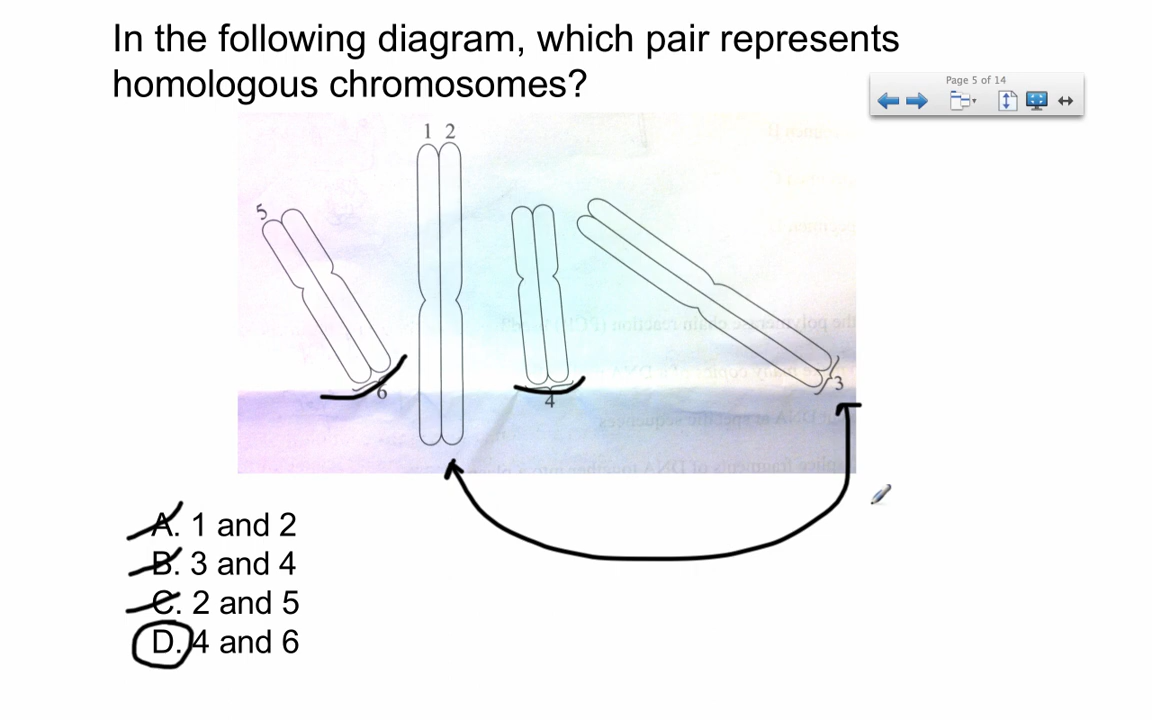 In the following diagram, which pair represents
homologous chromosomes?
Page 5 of 14
1 2
5
6
4
3
A. 1 and 2
B. 3 and 4
C. 2 and 5
D. 4 and 6